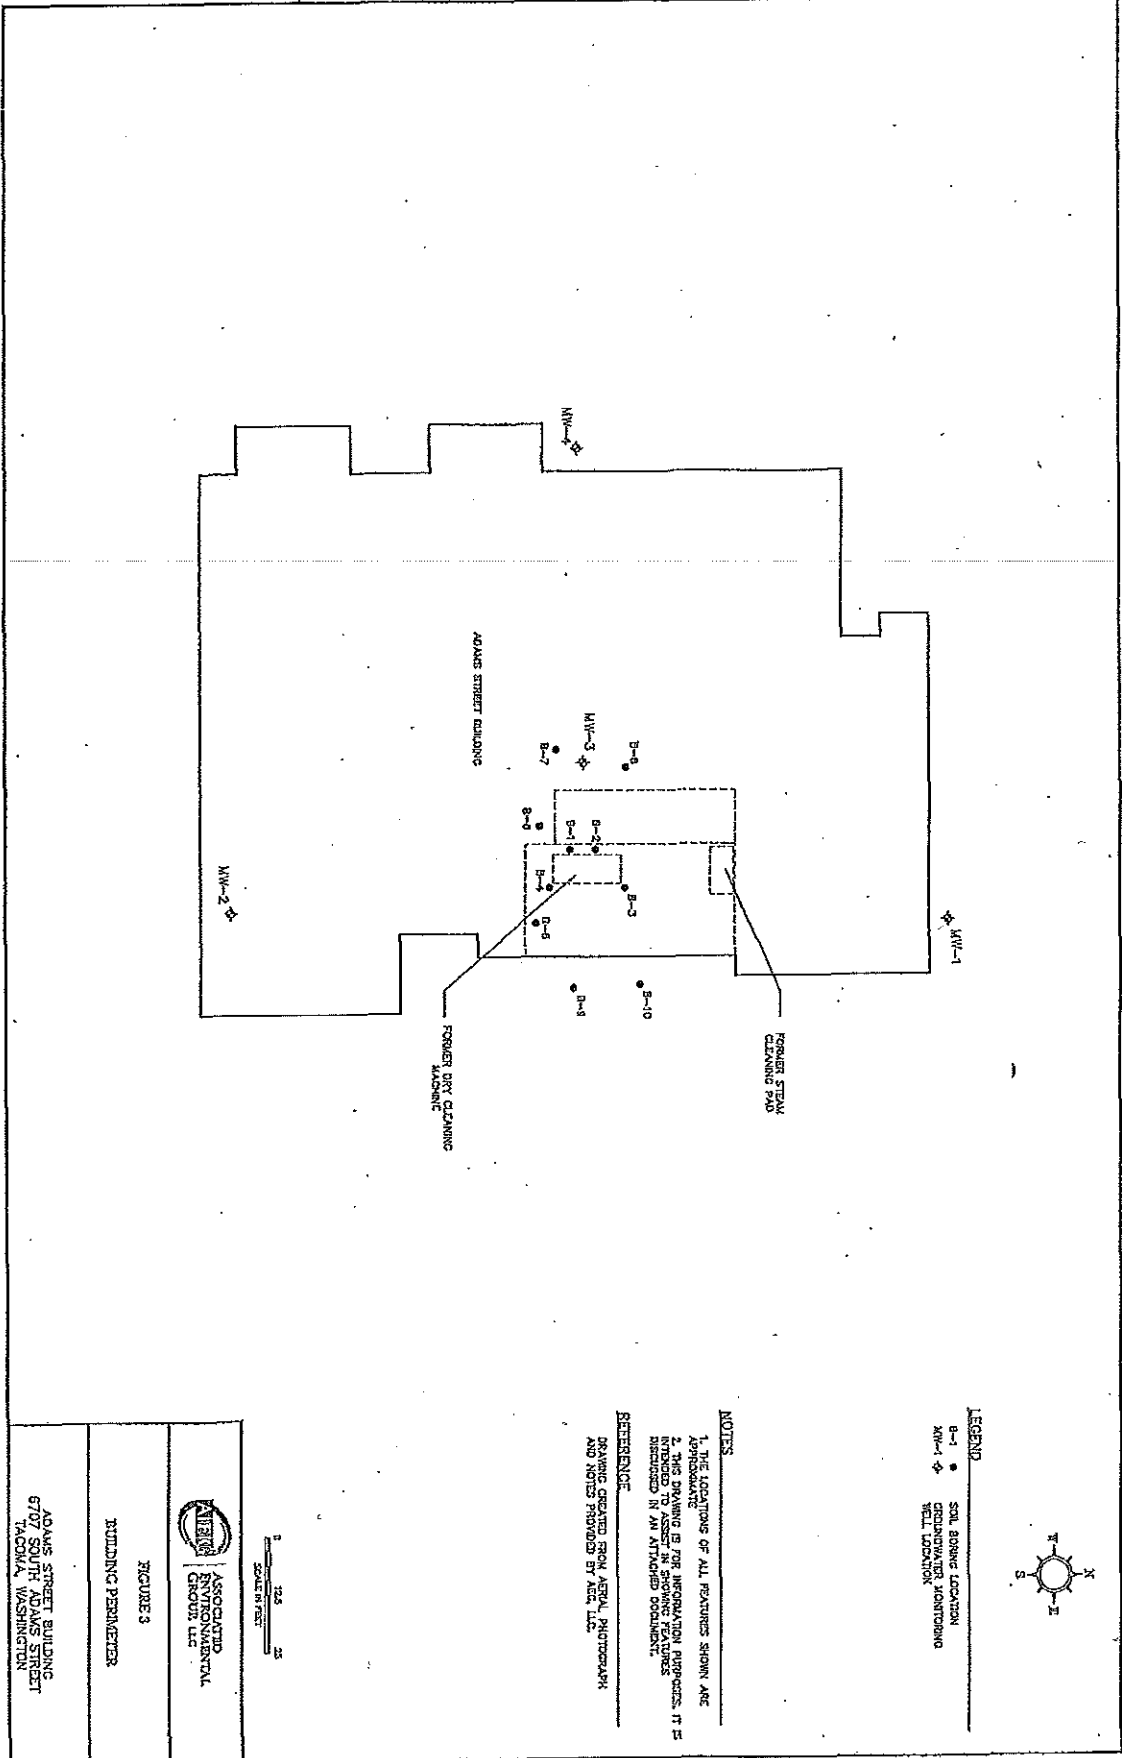 N
W
E
S
LEGEND
B-1 SOIL BORING LOCATION
MW-1 GROUNDWATER MONITORING
WELL LOCATION
NOTES
1. THE LOCATIONS OF ALL FEATURES SHOWN ARE
APPROXIMATE
2. THIS DRAWING IS FOR INFORMATION PURPOSES. IT IS
INTENDED TO ASSIST IN SHOWING FEATURES
DISCUSSED IN AN ATTACHED DOCUMENT.
REFERENCE
DRAWING CREATED FROM AERIAL PHOTOGRAPH
AND NOTES PROVIDED BY AEG, LLC.
MW-1
FORMER STEAM
CLEANING PAD
B-10
B-9
B-3
B-2
B-1
B-4
MW-3
B-7
MW-4
ADAMS STREET BUILDING
FORMER DRY CLEANING
MACHINE
MW-2
0 12.5 25
SCALE IN FEET
ASSOCIATED
ENVIRONMENTAL
GROUP, LLC
FIGURE 3
BUILDING PERIMETER
ADAMS STREET BUILDING
6707 SOUTH ADAMS STREET
TACOMA, WASHINGTON